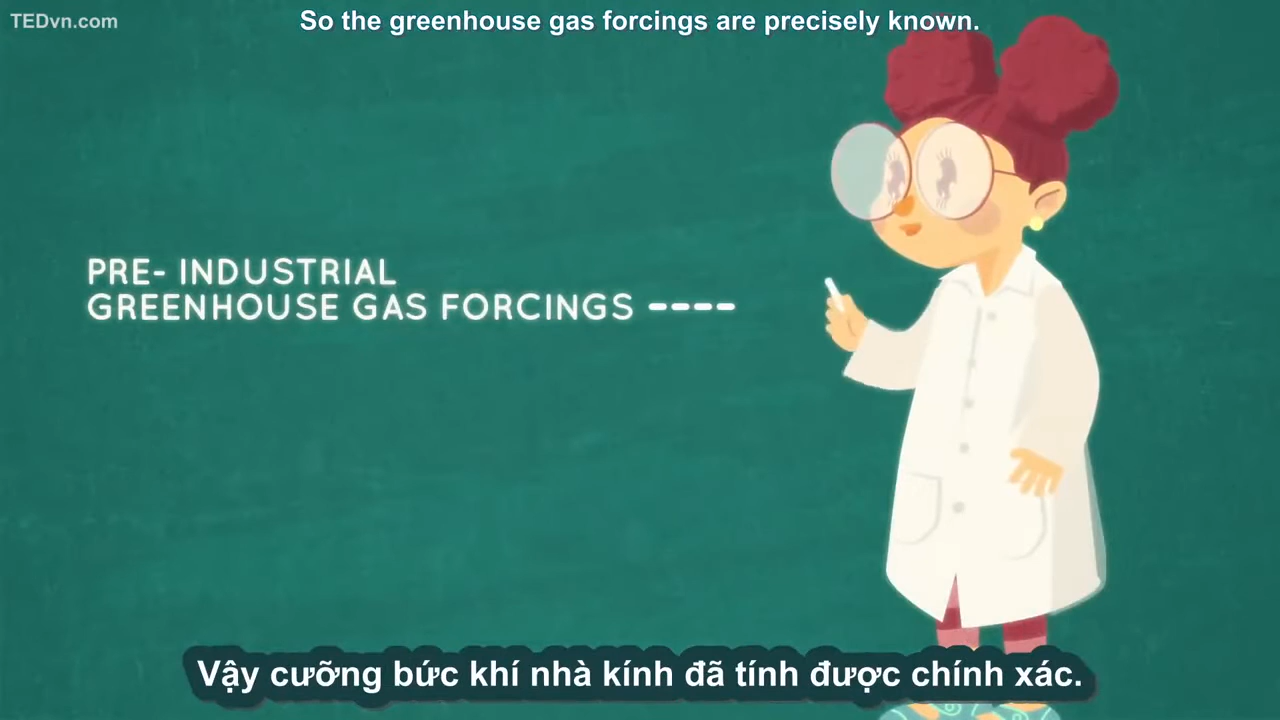 TEDvn.com
So the greenhouse gas forcings are precisely known.
PRE- INDUSTRIAL
GREENHOUSE GAS FORCINGS ----
Vậy cưỡng bức khí nhà kính đã tính được chính xác.